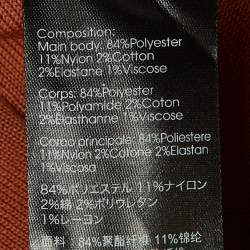 Composition:
Main body: 84%Polyester
11%Nylon 2%Cotton
2%Elastane 1%Viscose
Corps: 84%Polyester
11%Polyamide 2%Coton
2%Elasthanne 1%Viscose
Corpo principale: 84%Poliestere
11%Nylon 2%Cotone 2%Elastan
1%Viscosa
84%ポリエステル 11%ナイロン
2%綿 2%ポリウレタン
1%レーヨン
面料: 84%聚酯纤维 11%锦纶